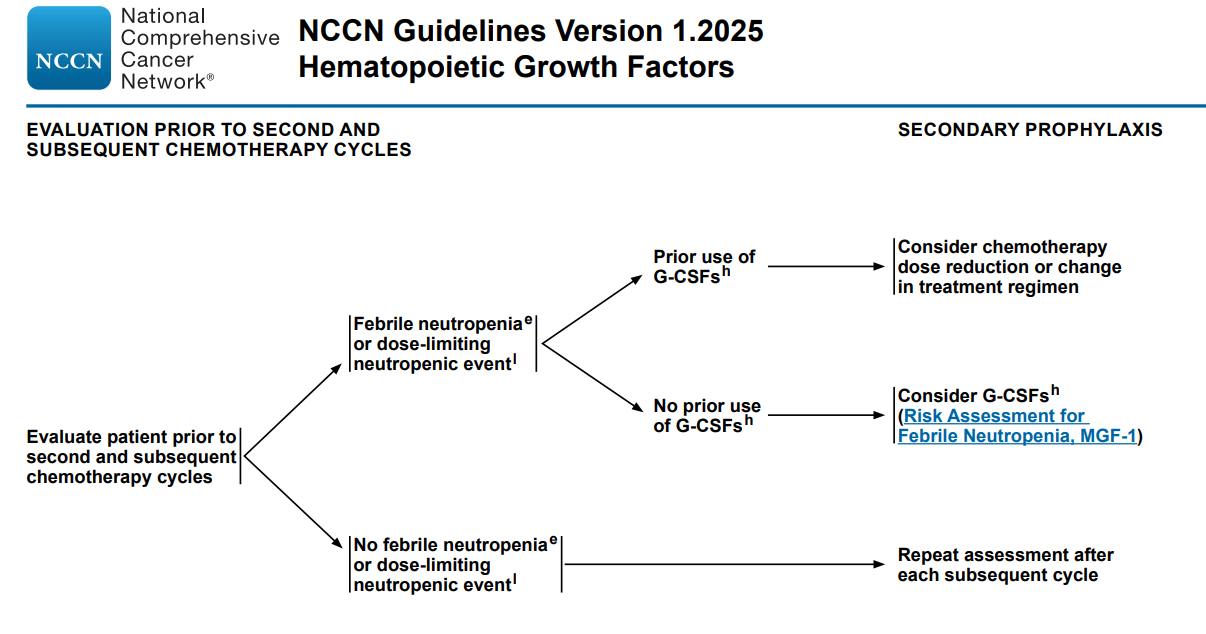 National
Comprehensive
NCCN Cancer
Network®
NCCN Guidelines Version 1.2025
Hematopoietic Growth Factors
EVALUATION PRIOR TO SECOND AND
SUBSEQUENT CHEMOTHERAPY CYCLES
SECONDARY PROPHYLAXIS
Evaluate patient prior to
second and subsequent
chemotherapy cycles
Febrile neutropeniaᵉ
or dose-limiting
neutropenic eventˡ
Prior use of
G-CSFsʰ
Consider chemotherapy
dose reduction or change
in treatment regimen
No prior use
of G-CSFsʰ
Consider G-CSFsʰ
(Risk Assessment for
Febrile Neutropenia, MGF-1)
No febrile neutropeniaᵉ
or dose-limiting
neutropenic eventˡ
Repeat assessment after
each subsequent cycle